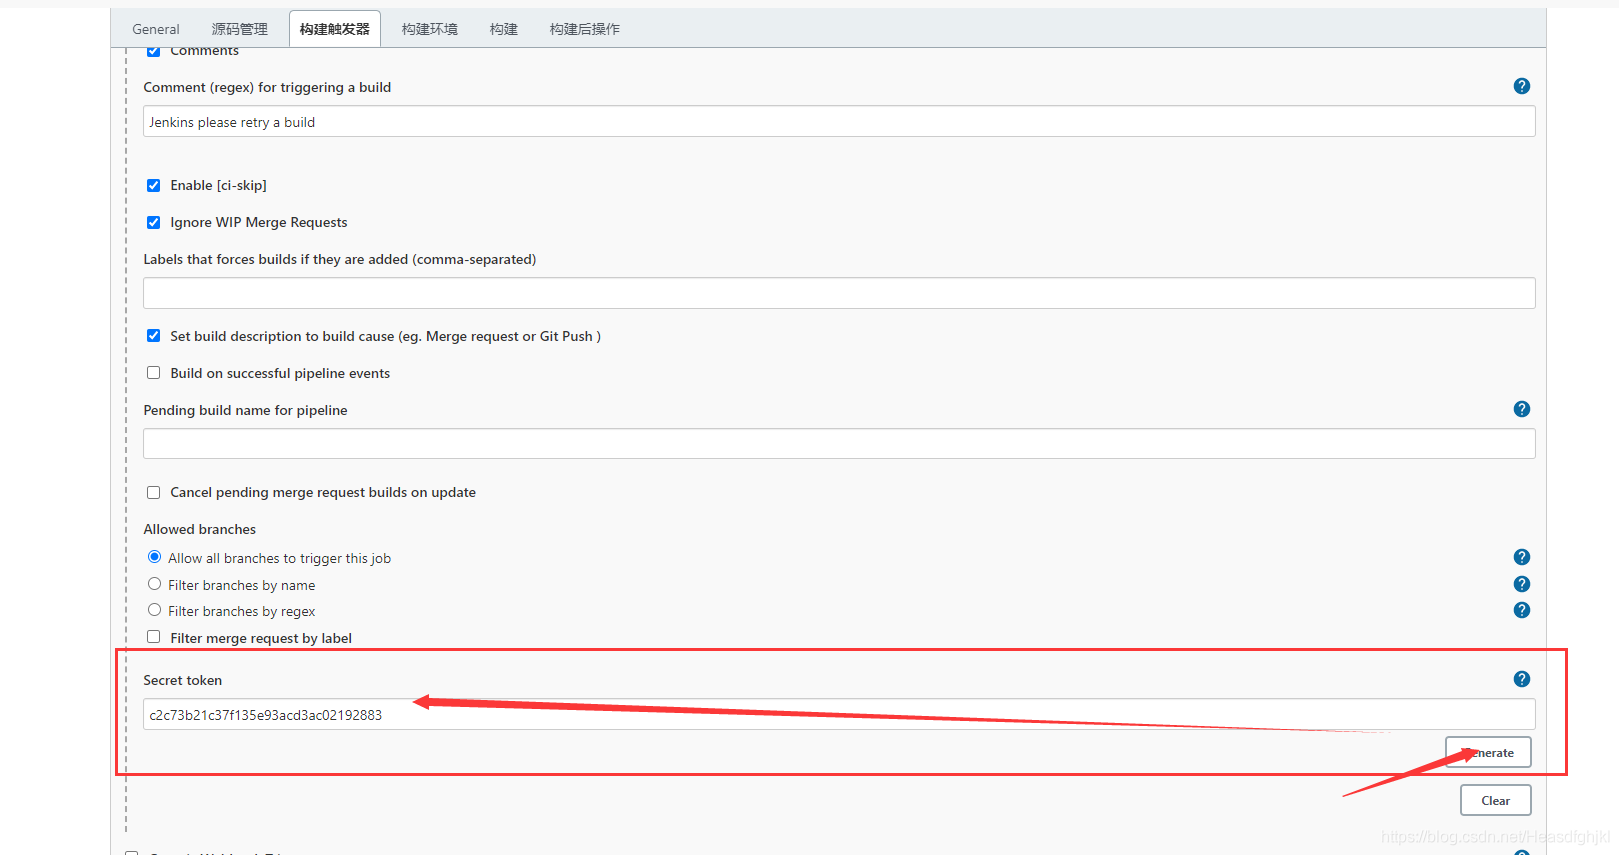 General 源码管理 构建触发器 构建环境 构建 构建后操作
Comments
Comment (regex) for triggering a build
Jenkins please retry a build
Enable [ci-skip]
Ignore WIP Merge Requests
Labels that forces builds if they are added (comma-separated)
Set build description to build cause (eg. Merge request or Git Push )
Build on successful pipeline events
Pending build name for pipeline
Cancel pending merge request builds on update
Allowed branches
Allow all branches to trigger this job
Filter branches by name
Filter branches by regex
Filter merge request by label
Secret token
c2c73b21c37f135e93acd3ac02192883
Generate
Clear
https://blog.csdn.net/Heasdfghjkl